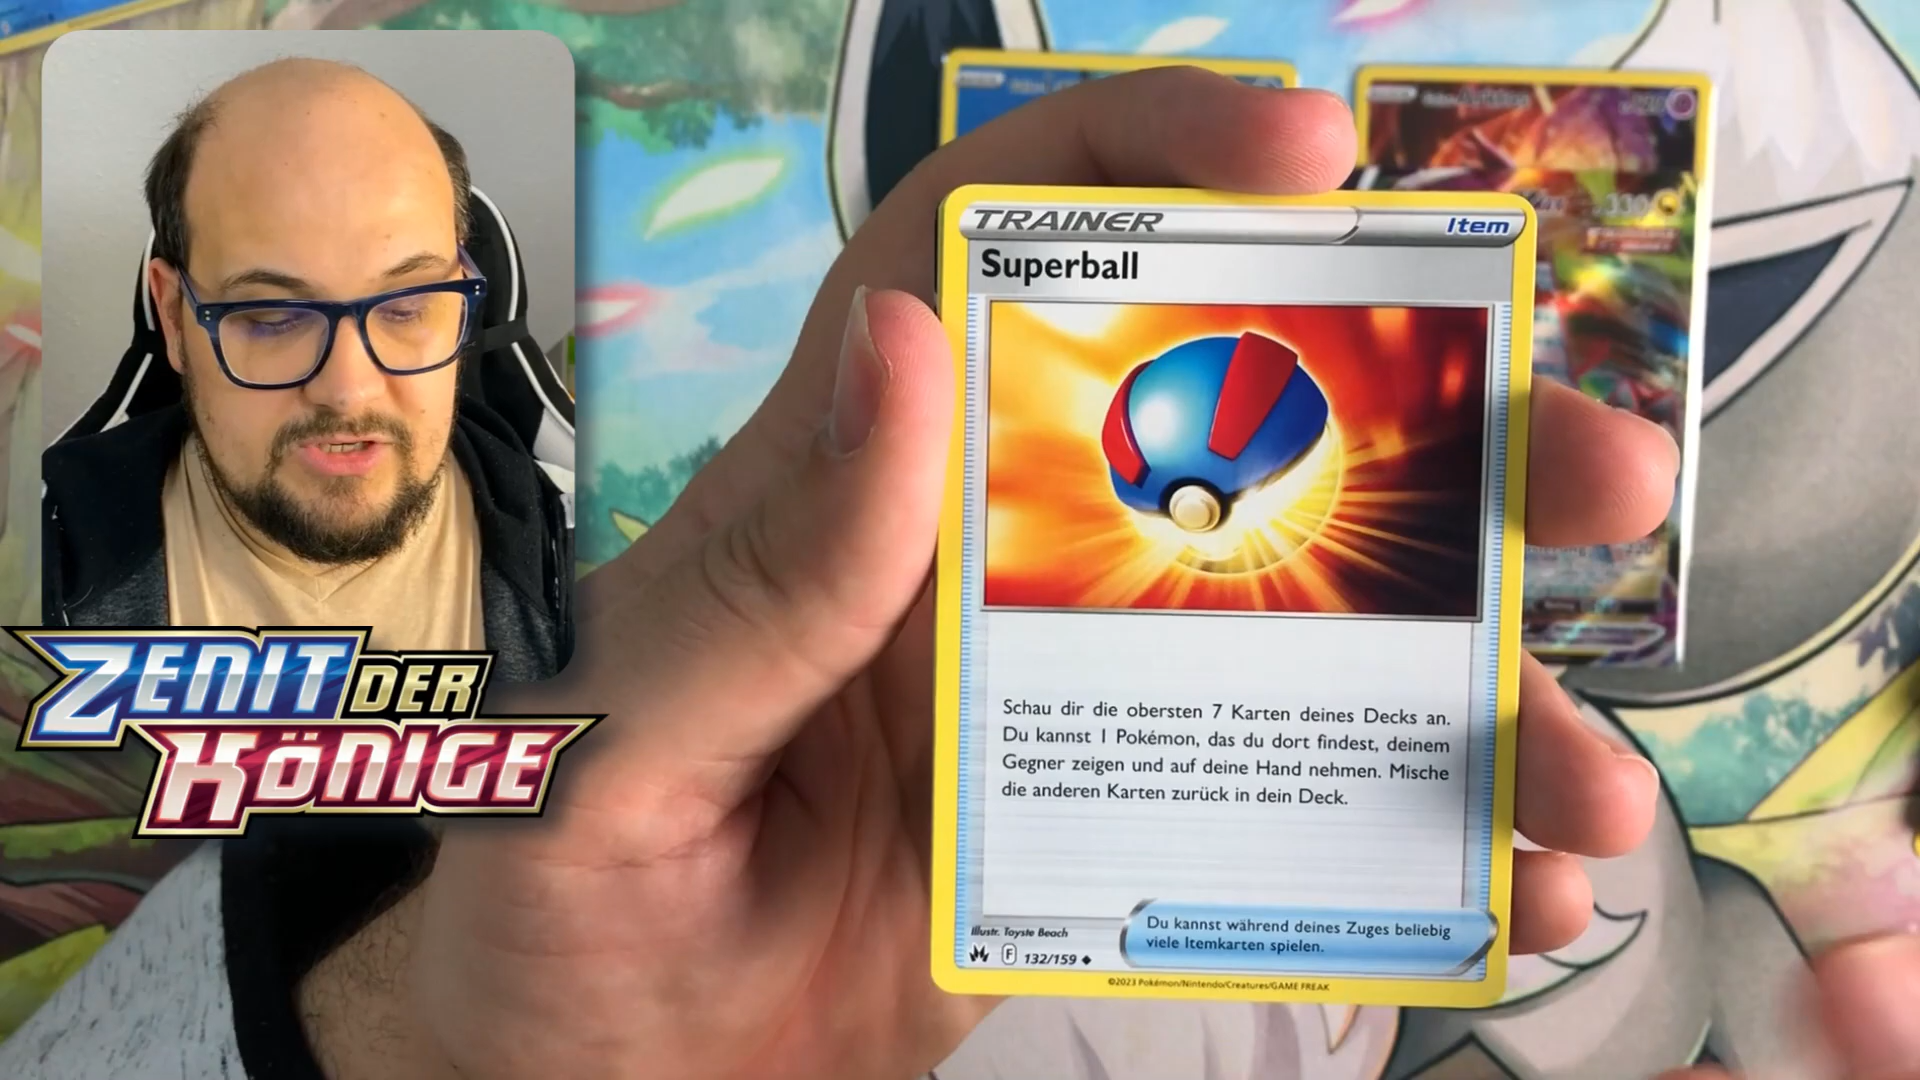 ZENIT DER
KÖNIGE
TRAINER
Item
Superball
Schau dir die obersten 7 Karten deines Decks an.
Du kannst 1 Pokémon, das du dort findest, deinem
Gegner zeigen und auf deine Hand nehmen. Mische
die anderen Karten zurück in dein Deck.
Du kannst während deines Zuges beliebig
viele Itemkarten spielen.
Illustr. Toyste Beach
F 132/159
©2023 Pokémon/Nintendo/Creatures/GAME FREAK
330